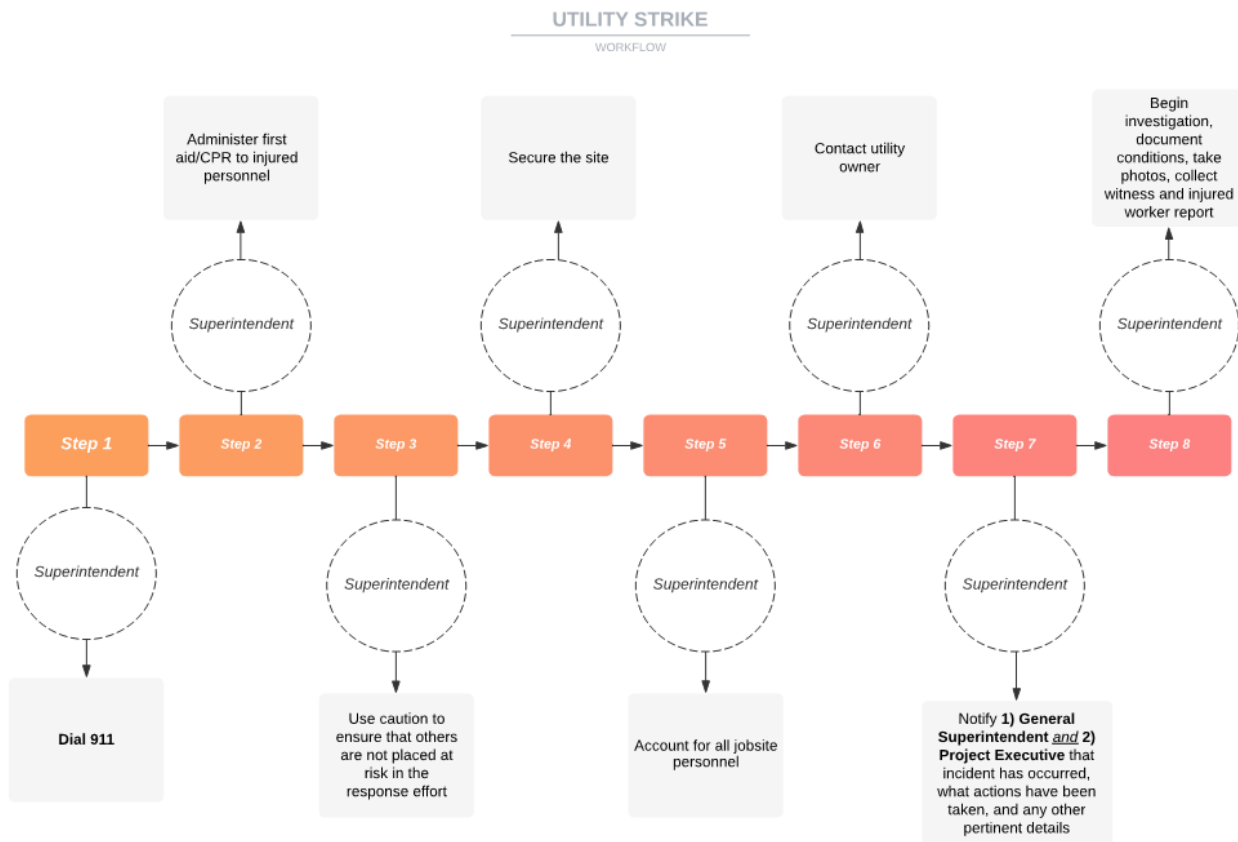 UTILITY STRIKE
WORKFLOW
Administer first
aid/CPR to injured
personnel
Secure the site
Contact utility
owner
Begin
investigation,
document
conditions, take
photos, collect
witness and injured
worker report
Superintendent
Superintendent
Superintendent
Superintendent
Step 1
Step 2
Step 3
Step 4
Step 5
Step 6
Step 7
Step 8
Superintendent
Superintendent
Superintendent
Superintendent
Dial 911
Use caution to
ensure that others
are not placed at
risk in the
response effort
Account for all jobsite
personnel
Notify 1) General
Superintendent and 2)
Project Executive that
incident has occurred,
what actions have been
taken, and any other
pertinent details